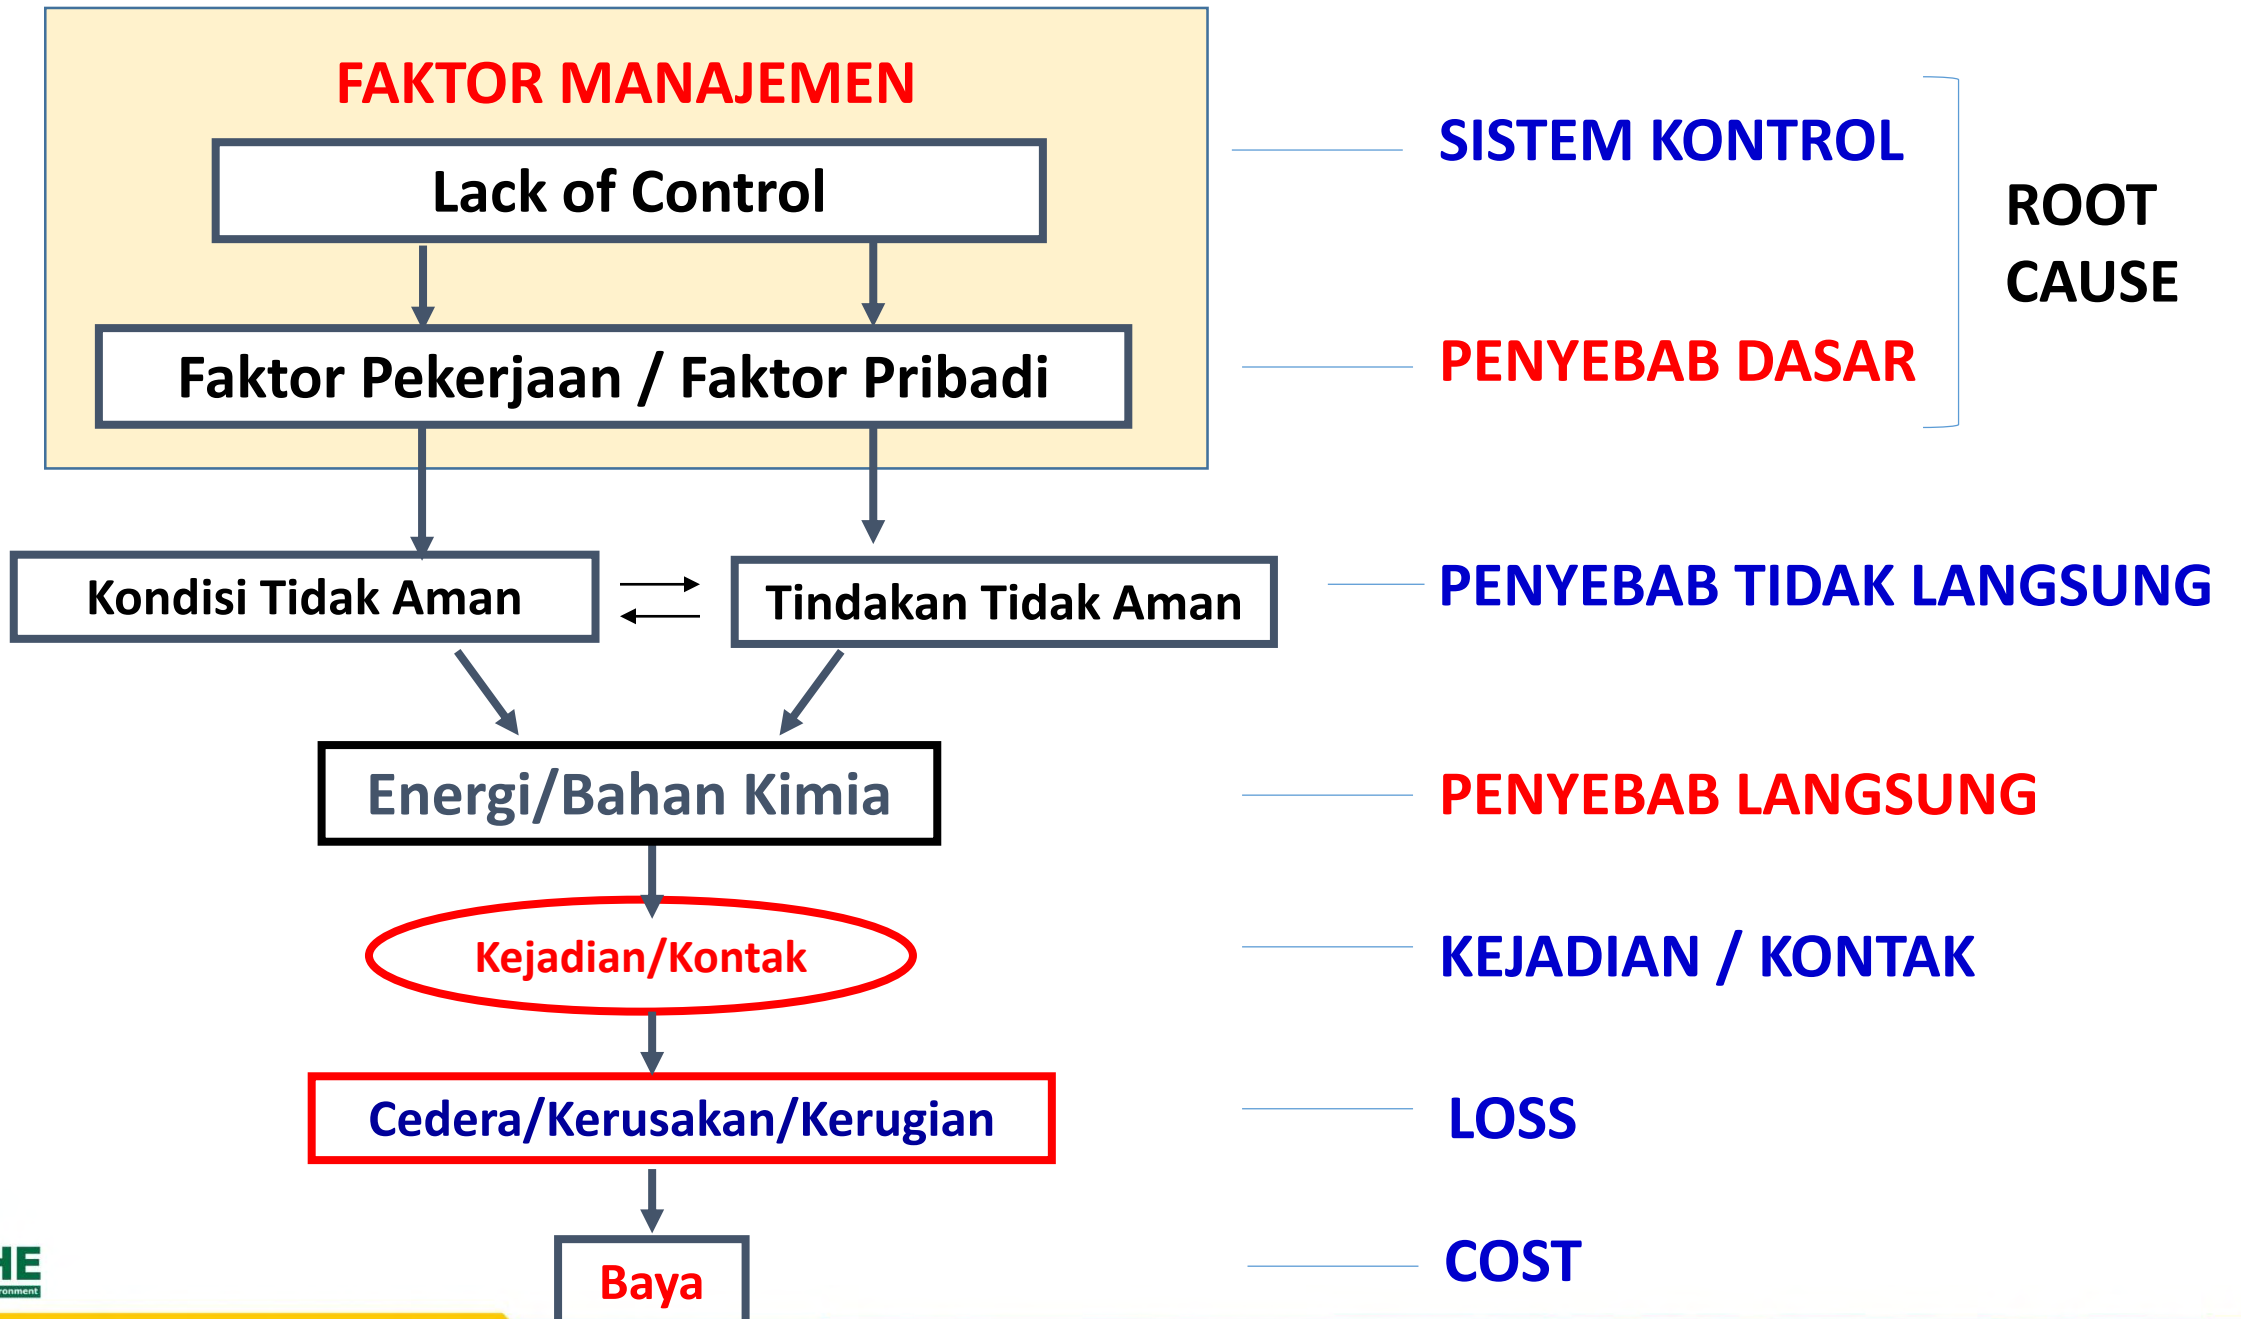 FAKTOR MANAJEMEN
SISTEM KONTROL
Lack of Control
ROOT
CAUSE
Faktor Pekerjaan / Faktor Pribadi
PENYEBAB DASAR
Kondisi Tidak Aman
Tindakan Tidak Aman
PENYEBAB TIDAK LANGSUNG
Energi/Bahan Kimia
PENYEBAB LANGSUNG
Kejadian/Kontak
KEJADIAN / KONTAK
Cedera/Kerusakan/Kerugian
LOSS
Baya
COST
HE
ronment